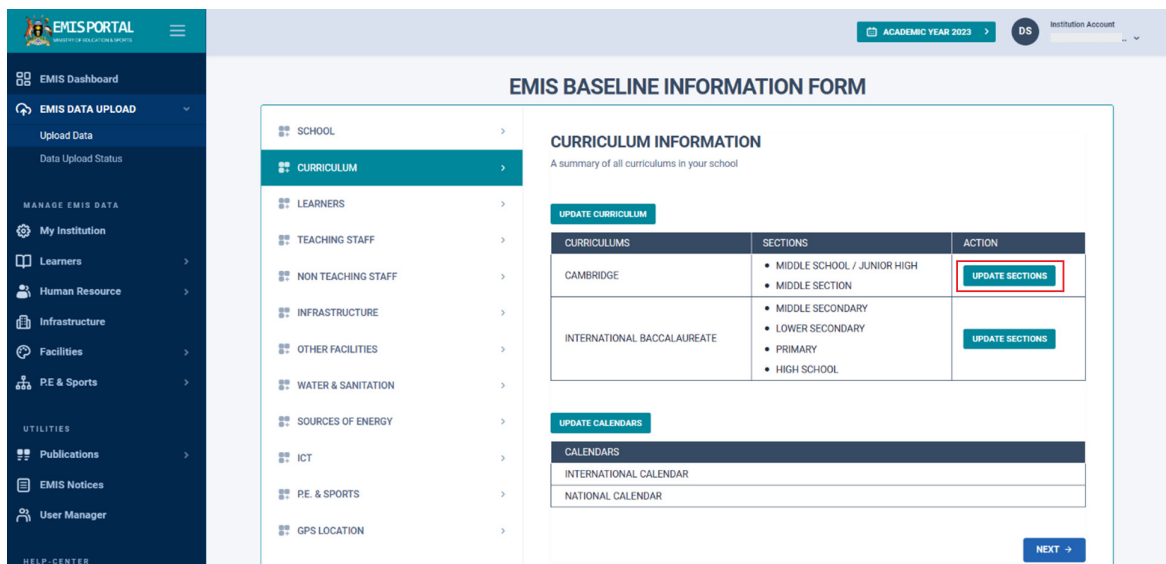 EMIS PORTAL
MINISTRY OF EDUCATION & SPORTS
ACADEMIC YEAR 2023
DS
Institution Account
EMIS Dashboard
EMIS DATA UPLOAD
Upload Data
Data Upload Status
MANAGE EMIS DATA
My Institution
Learners
Human Resource
Infrastructure
Facilities
P.E & Sports
UTILITIES
Publications
EMIS Notices
User Manager
HELP-CENTER
EMIS BASELINE INFORMATION FORM
SCHOOL
CURRICULUM
LEARNERS
TEACHING STAFF
NON TEACHING STAFF
INFRASTRUCTURE
OTHER FACILITIES
WATER & SANITATION
SOURCES OF ENERGY
ICT
P.E. & SPORTS
GPS LOCATION
CURRICULUM INFORMATION
A summary of all curriculums in your school
UPDATE CURRICULUM
CURRICULUMS SECTIONS ACTION
CAMBRIDGE
• MIDDLE SCHOOL / JUNIOR HIGH
• MIDDLE SECTION
UPDATE SECTIONS
INTERNATIONAL BACCALAUREATE
• MIDDLE SECONDARY
• LOWER SECONDARY
• PRIMARY
• HIGH SCHOOL
UPDATE SECTIONS
UPDATE CALENDARS
CALENDARS
INTERNATIONAL CALENDAR
NATIONAL CALENDAR
NEXT →